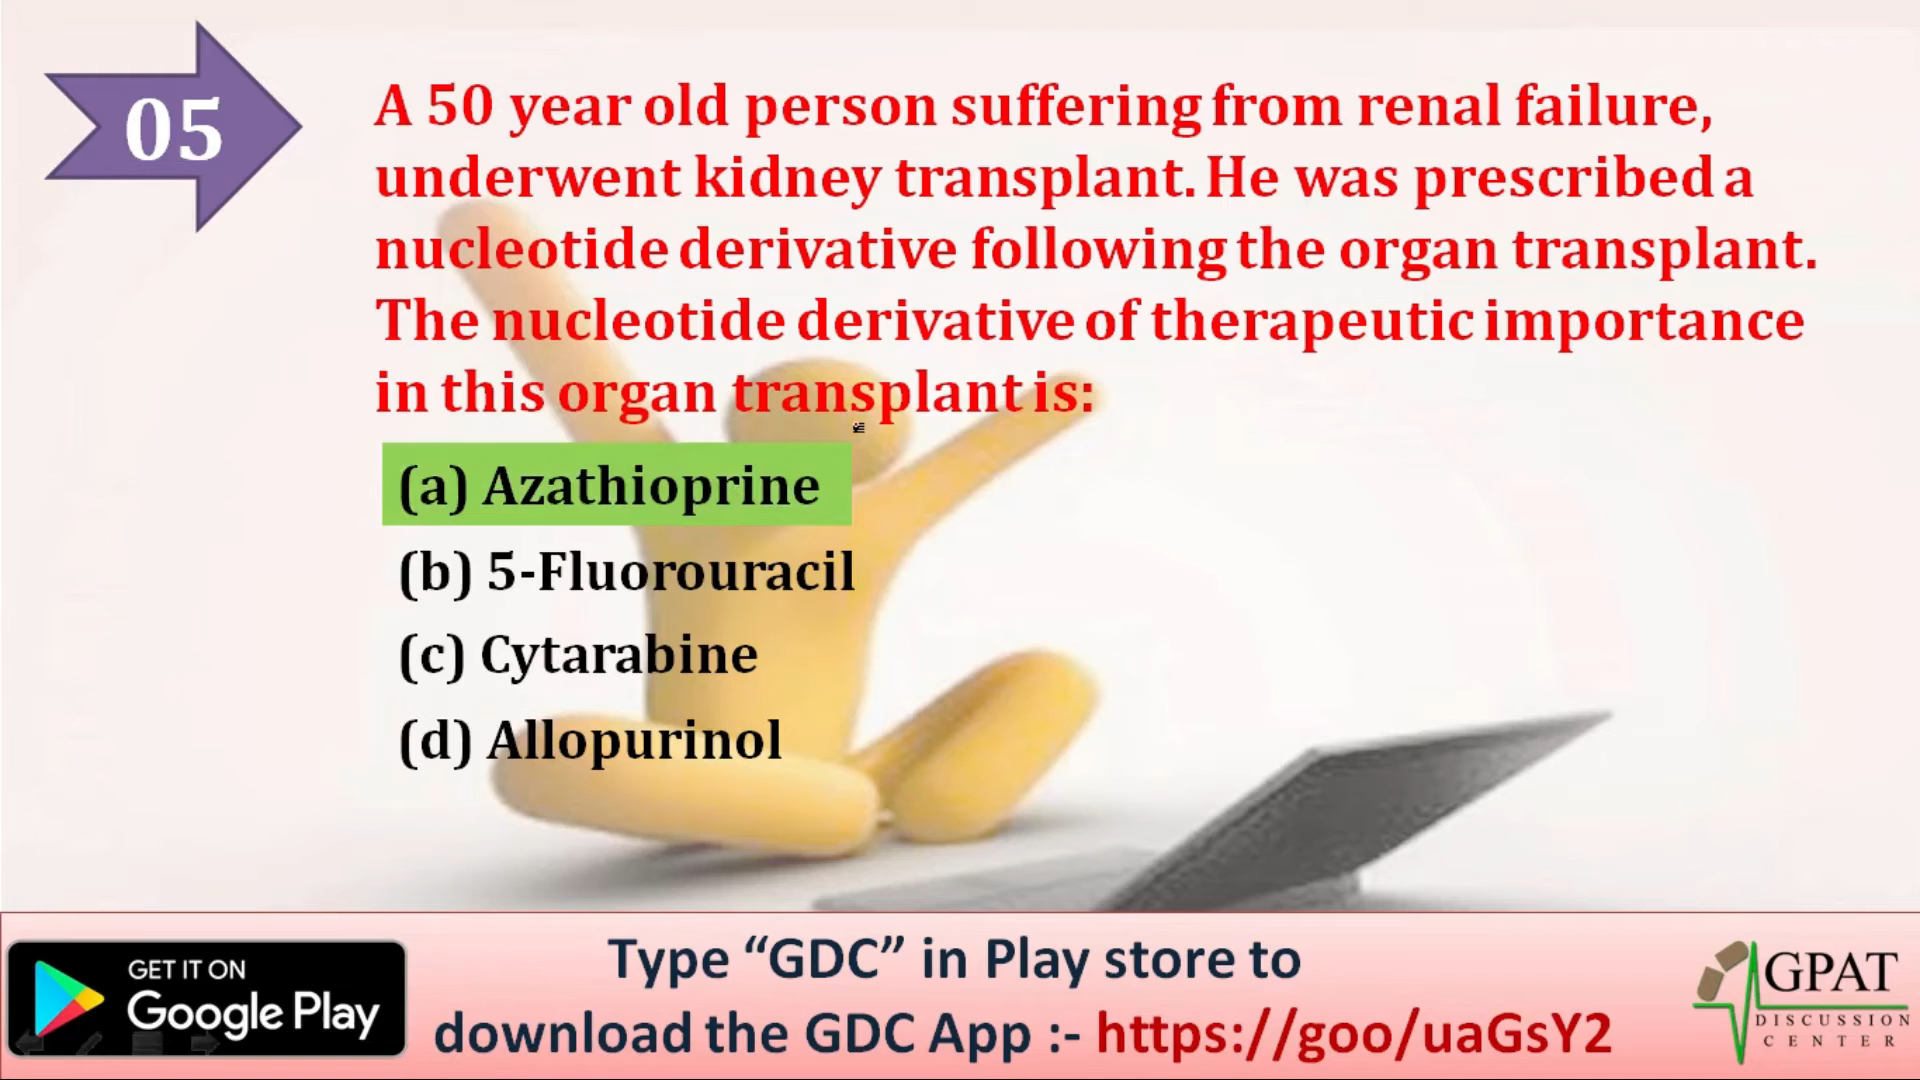 05
A 50 year old person suffering from renal failure,
underwent kidney transplant. He was prescribed a
nucleotide derivative following the organ transplant.
The nucleotide derivative of therapeutic importance
in this organ transplant is:
(a) Azathioprine
(b) 5-Fluorouracil
(c) Cytarabine
(d) Allopurinol
GET IT ON
Google Play
Type “GDC” in Play store to
download the GDC App :- https://goo/uaGsY2
GPAT
DISCUSSION
CENTER